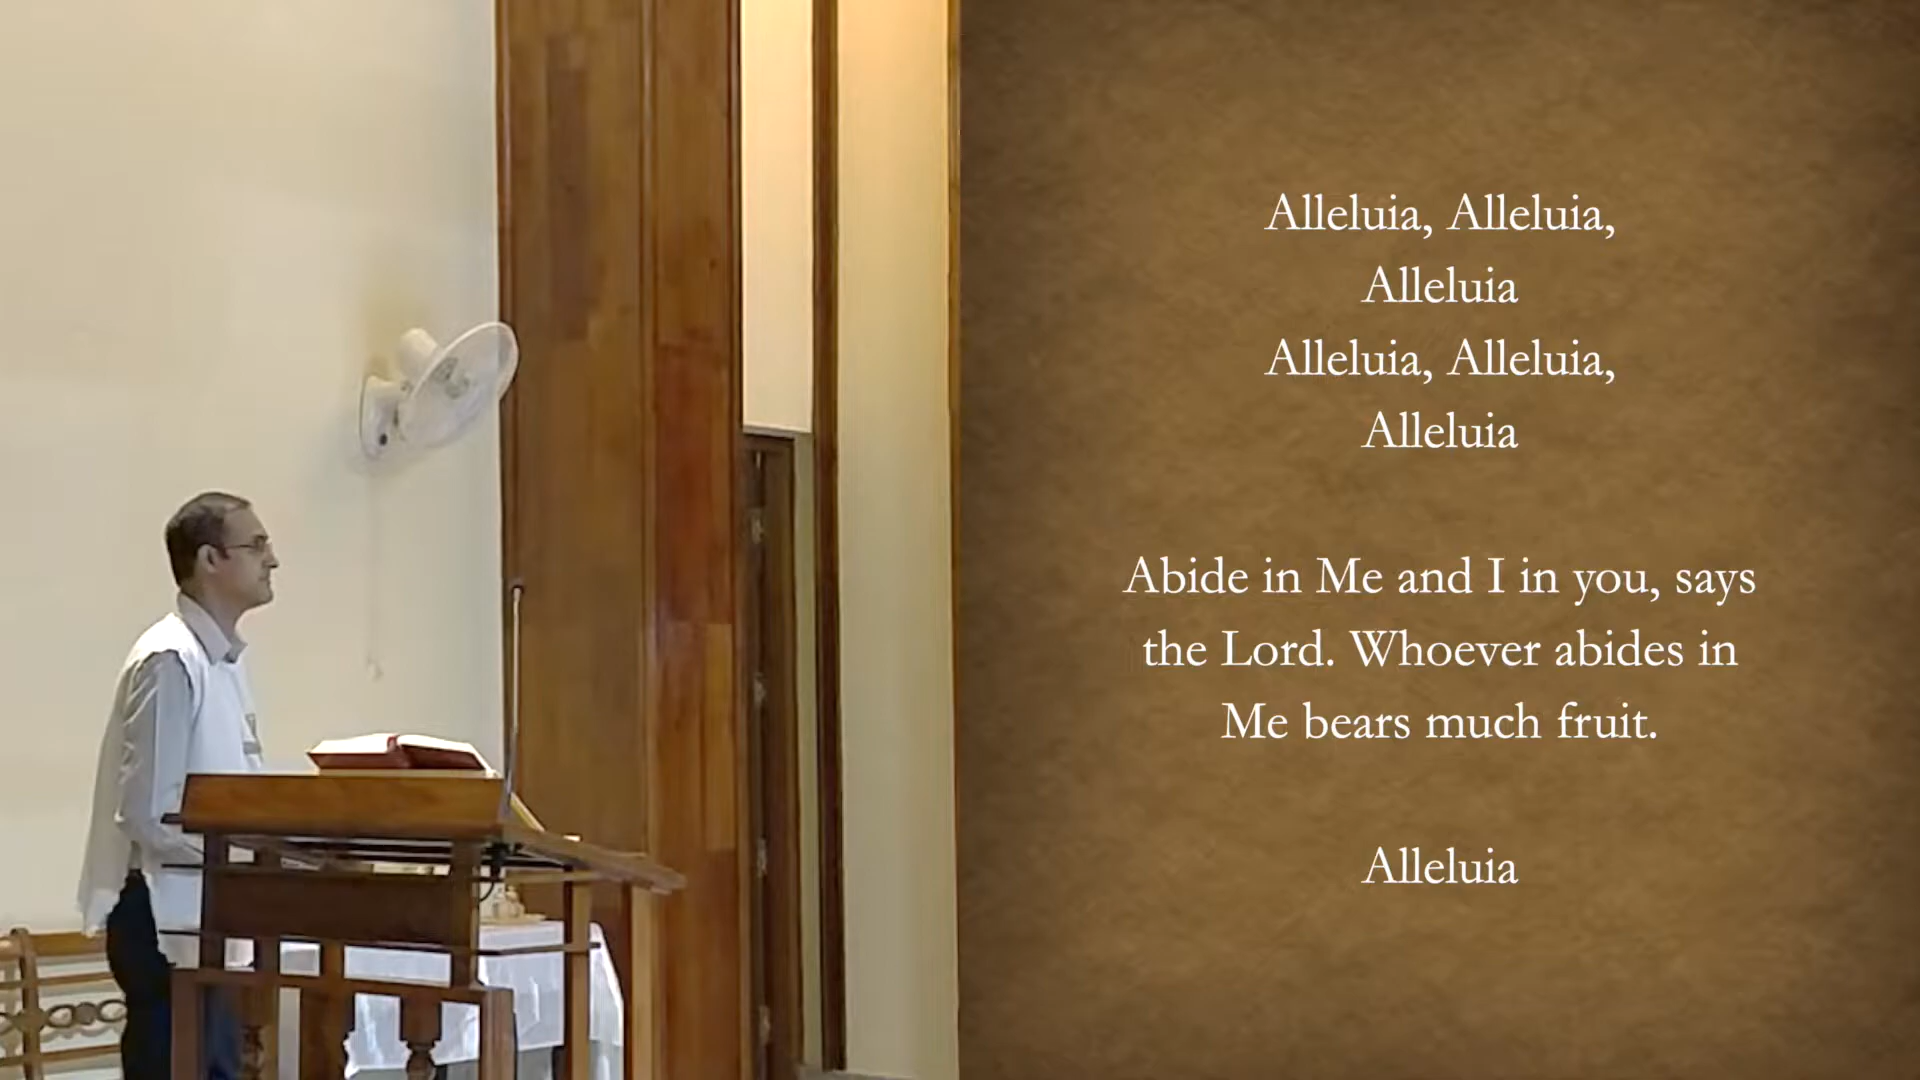 Alleluia, Alleluia,
Alleluia
Alleluia, Alleluia,
Alleluia
Abide in Me and I in you, says
the Lord. Whoever abides in
Me bears much fruit.
Alleluia